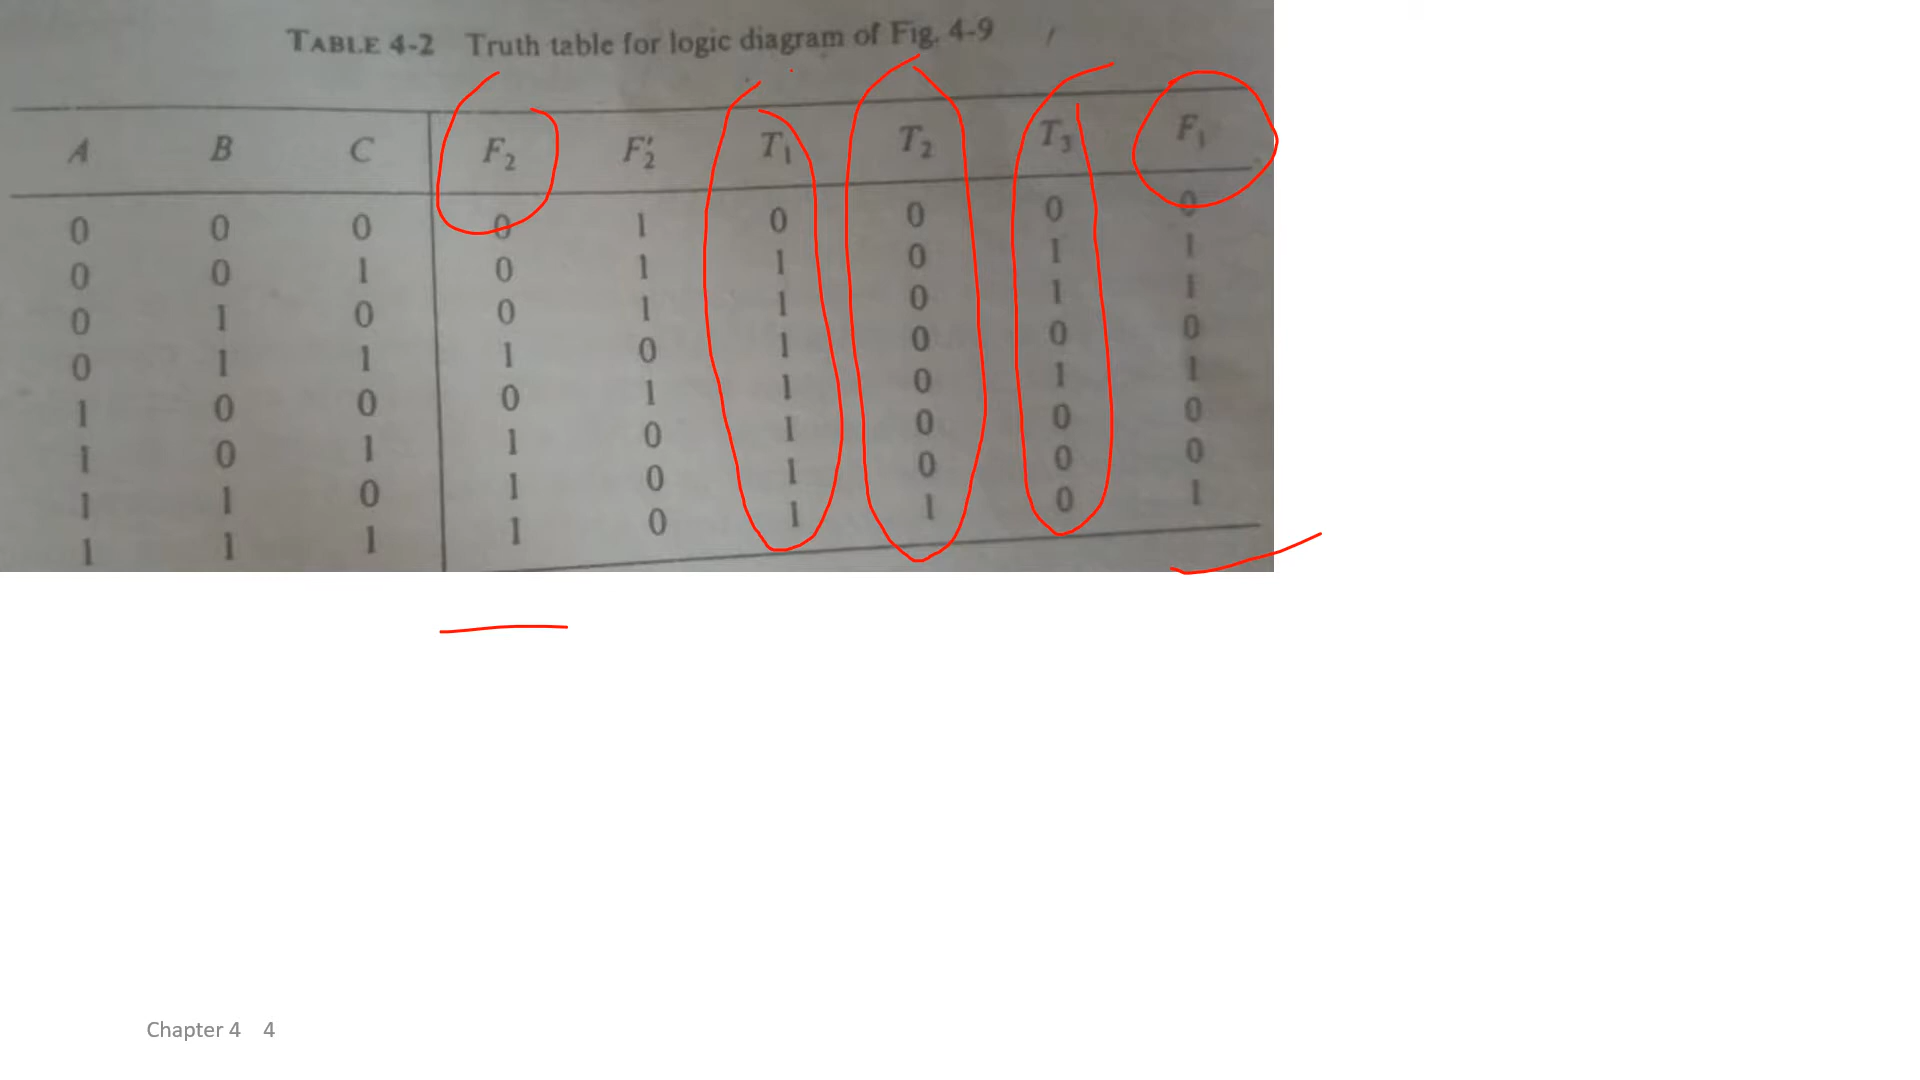 TABLE 4-2 Truth table for logic diagram of Fig. 4-9
A B C F₂ F₂′ T₁ T₂ T₃ F₁
0 0 0 0 1 0 0 0 0
0 0 1 0 1 1 0 1 1
0 1 0 0 1 1 0 1 1
0 1 1 1 0 1 0 0 0
1 0 0 0 1 1 0 1 1
1 0 1 1 0 1 0 0 0
1 1 0 1 0 1 0 0 0
1 1 1 1 0 1 1 0 1
Chapter 4 4